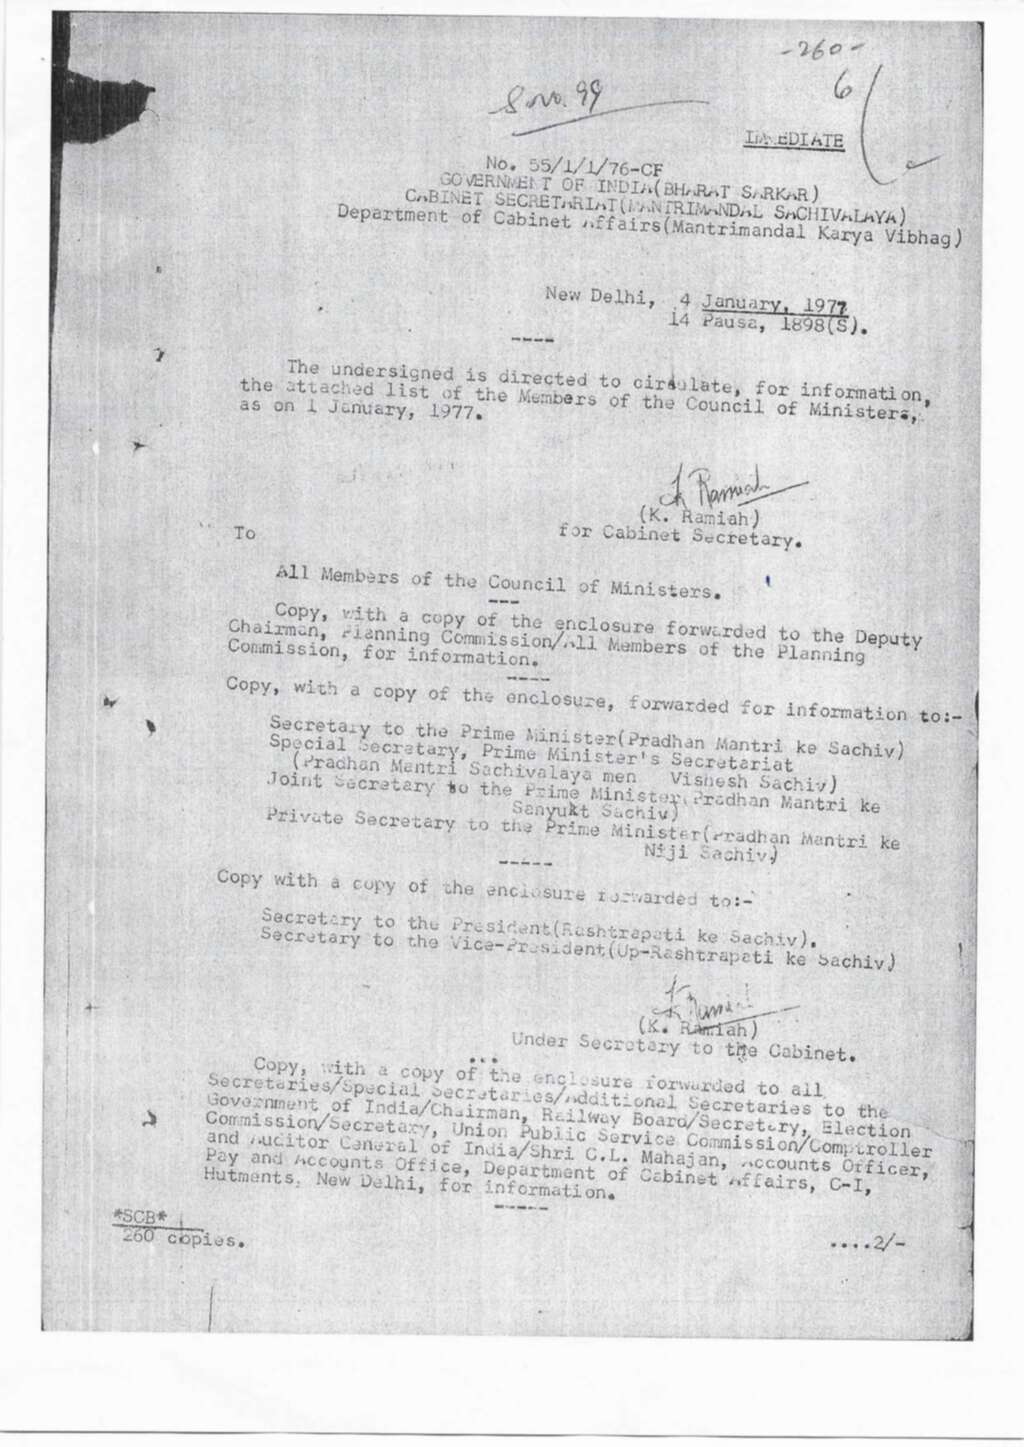 -260-
6
S. No. 99
IMMEDIATE
No. 55/1/1/76-CF
GOVERNMENT OF INDIA(BHARAT SARKAR)
CABINET SECRETARIAT(MANTRIMANDAL SACHIVALAYA)
Department of Cabinet Affairs(Mantrimandal Karya Vibhag)
New Delhi, 4 January, 1977
14 Pausa, 1898(S).
----
The undersigned is directed to circulate, for information,
the attached list of the Members of the Council of Ministers,
as on 1 January, 1977.
K Ramiah
(K. Ramiah)
for Cabinet Secretary.
To
All Members of the Council of Ministers.
---
Copy, with a copy of the enclosure forwarded to the Deputy
Chairman, Planning Commission/All Members of the Planning
Commission, for information.
----
Copy, with a copy of the enclosure, forwarded for information to:-
Secretary to the Prime Minister(Pradhan Mantri ke Sachiv)
Special Secretary, Prime Minister's Secretariat
(Pradhan Mantri Sachivalaya men Vishesh Sachiv)
Joint Secretary to the Prime Minister(Pradhan Mantri ke
Sanyukt Sachiv)
Private Secretary to the Prime Minister(Pradhan Mantri ke
Niji Sachiv)
-----
Copy with a copy of the enclosure forwarded to:-
Secretary to the President(Rashtrapati ke Sachiv).
Secretary to the Vice-President(Up-Rashtrapati ke Sachiv)
K Ramiah
(K. Ramiah)
Under Secretary to the Cabinet.
...
Copy, with a copy of the enclosure forwarded to all
Secretaries/Special Secretaries/Additional Secretaries to the
Government of India/Chairman, Railway Board/Secretary, Election
Commission/Secretary, Union Public Service Commission/Comptroller
and Auditor General of India/Shri C.L. Mahajan, Accounts Officer,
Pay and Accounts Office, Department of Cabinet Affairs, C-I,
Hutments, New Delhi, for information.
-----
*SCB*
260 copies.
....2/-